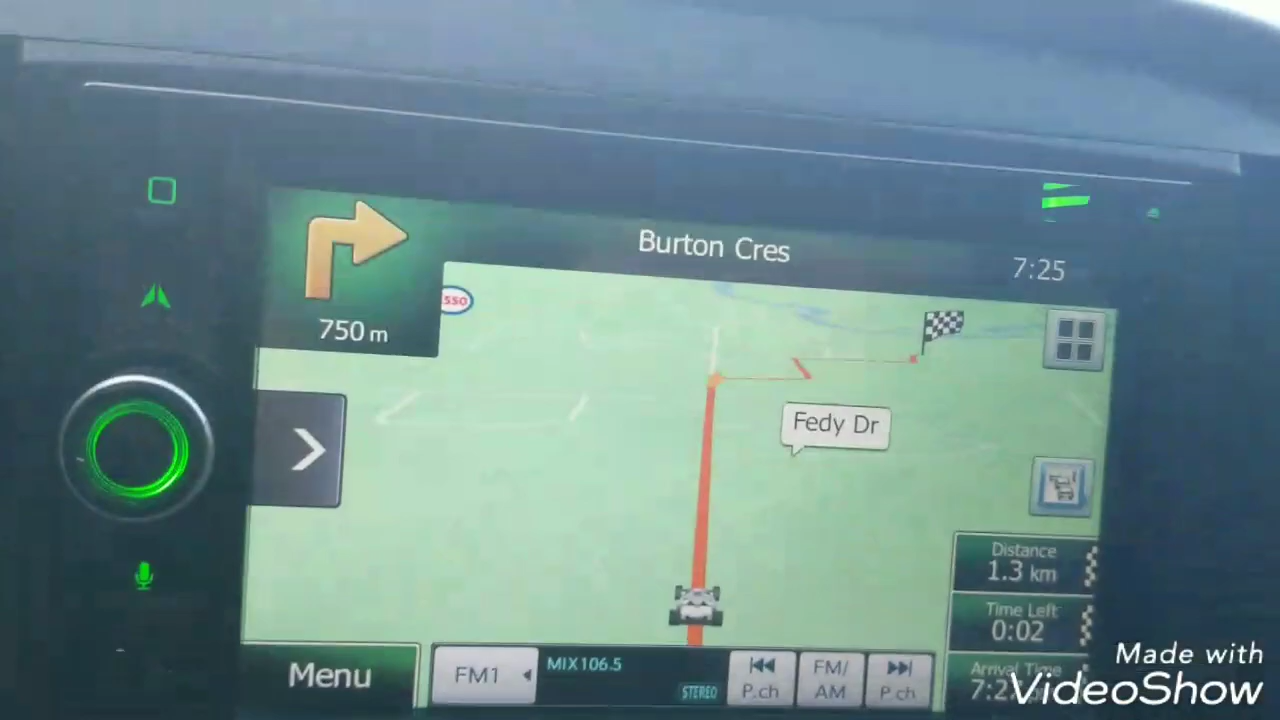 Burton Cres
7:25
750 m
Fedy Dr
Distance
1.3 km
Time Left
0:02
Arrival Time
Menu
FM1
MIX106.5
STEREO
P.ch
FM/
AM
P.ch
Made with
VideoShow